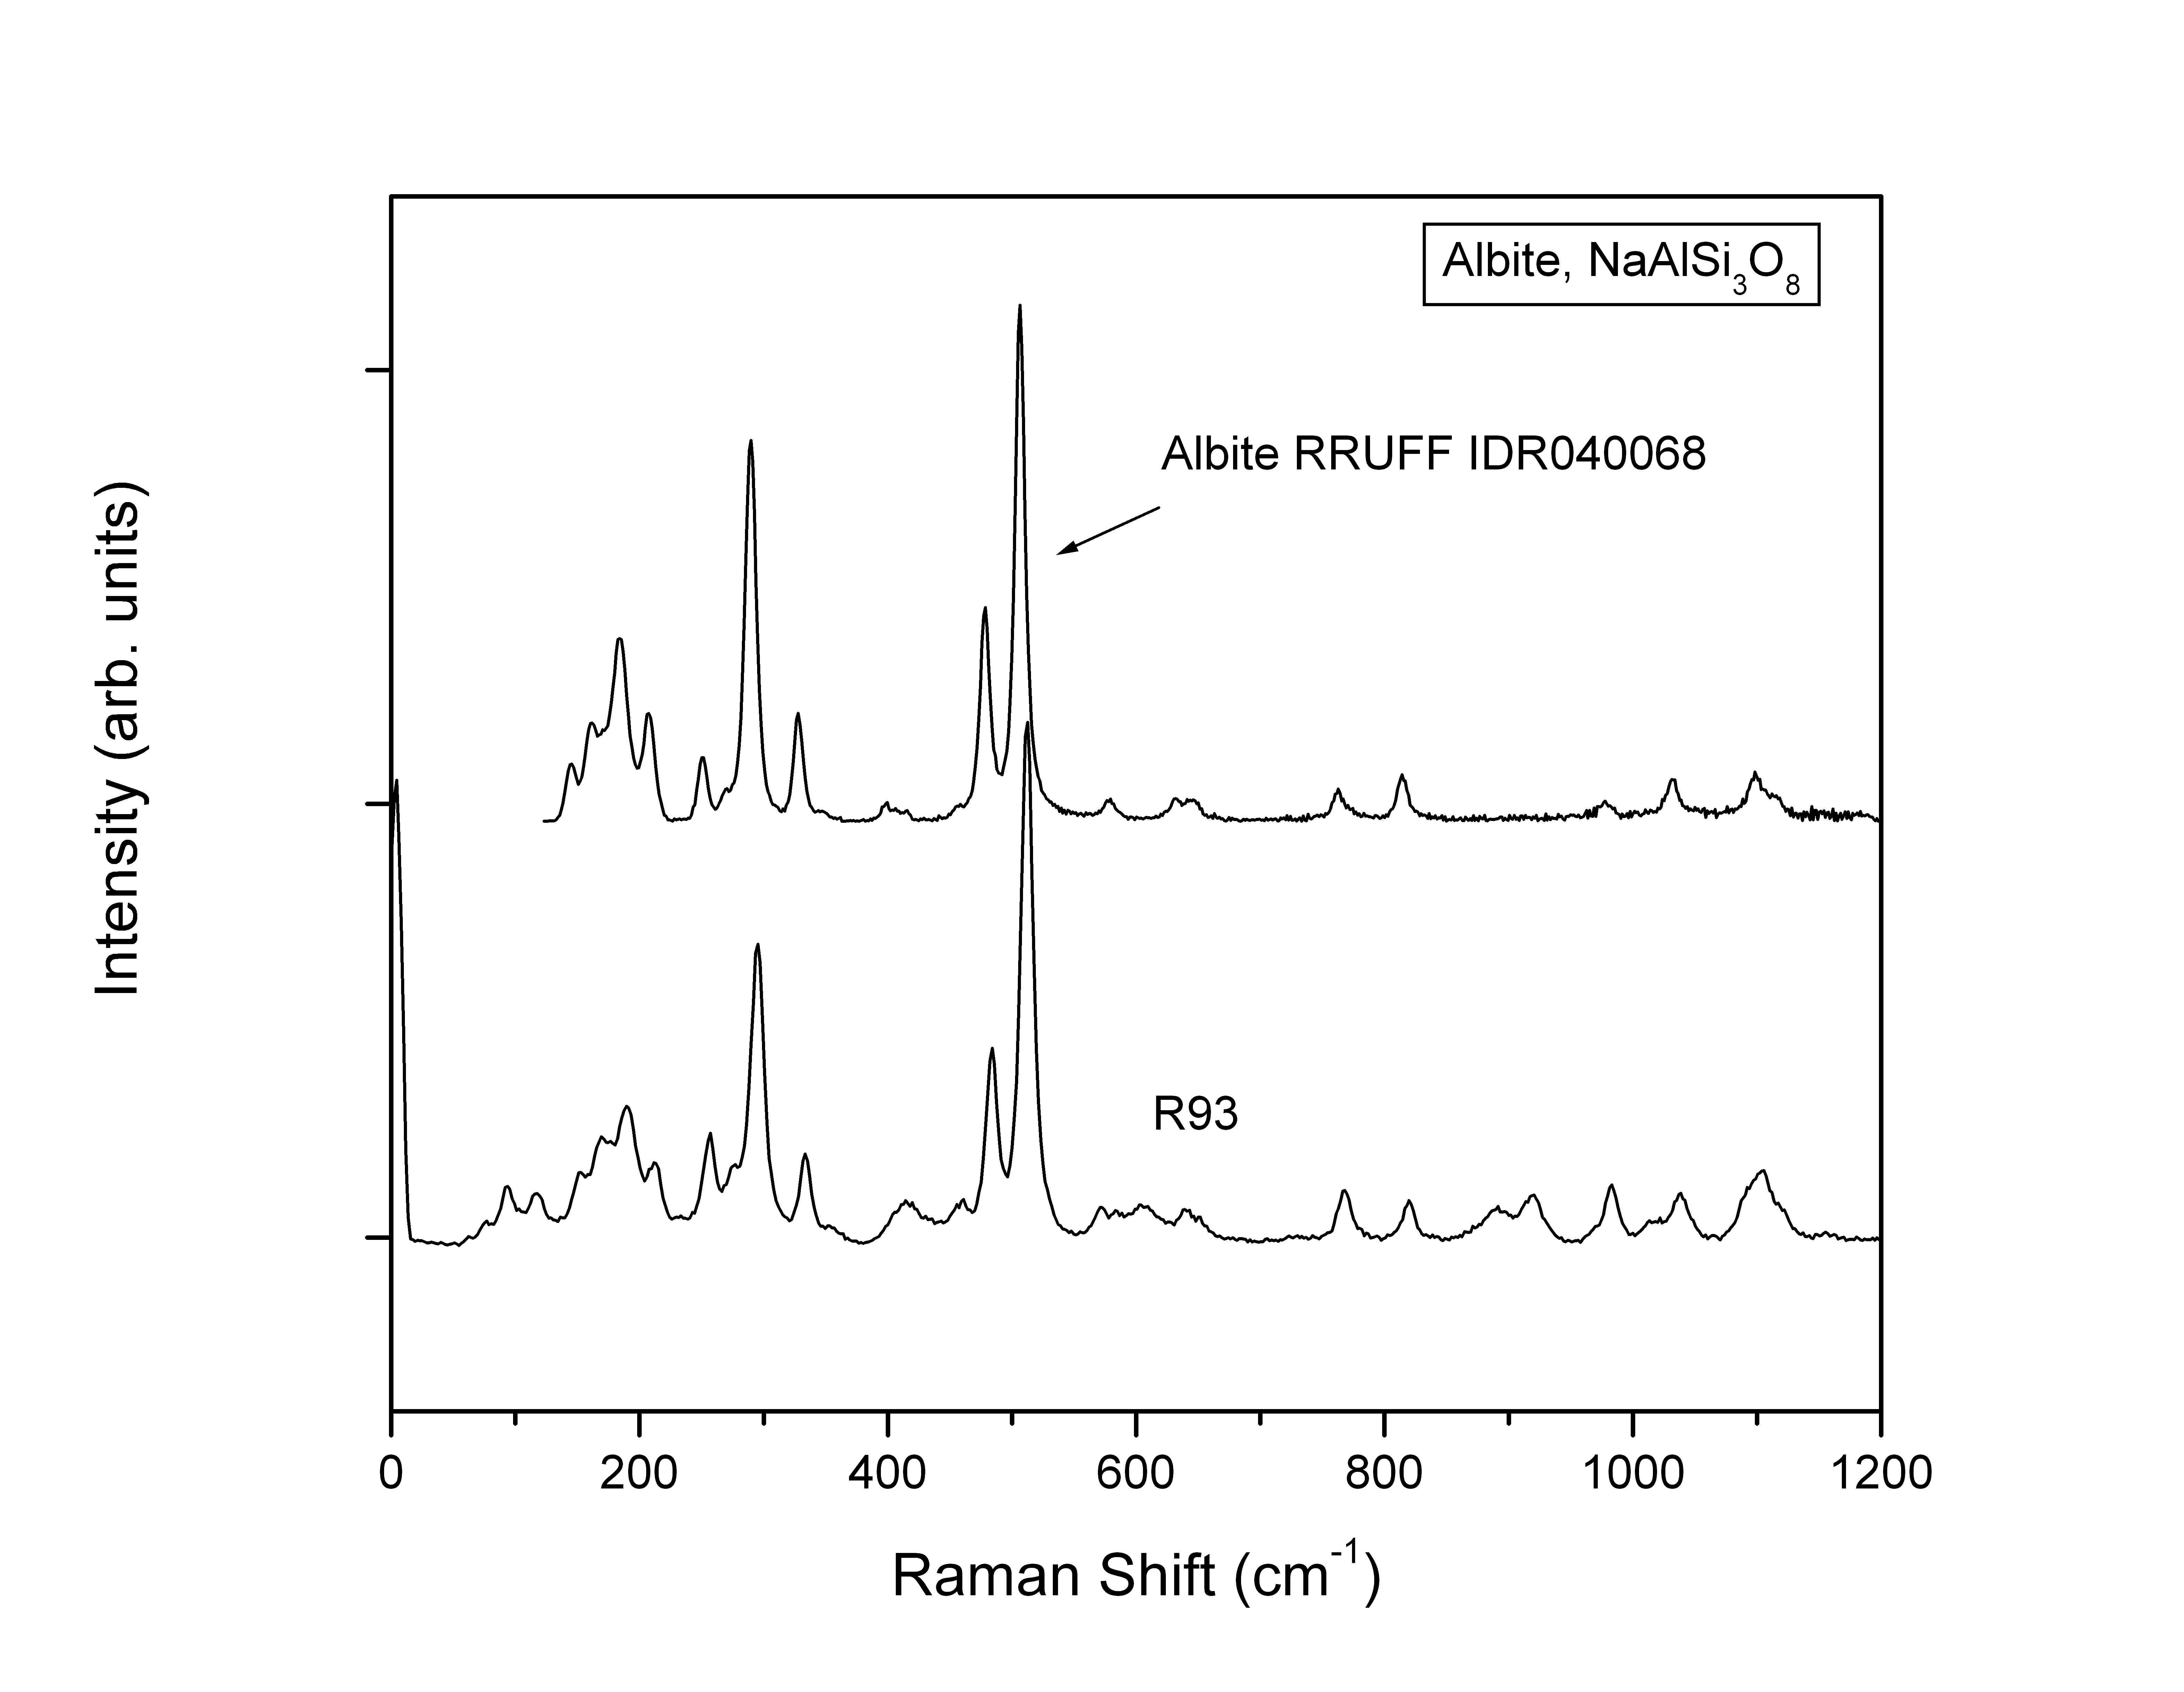 Albite, NaAlSi₃O₈
Albite RRUFF IDR040068
R93
Intensity (arb. units)
0 200 400 600 800 1000 1200
Raman Shift (cm⁻¹)